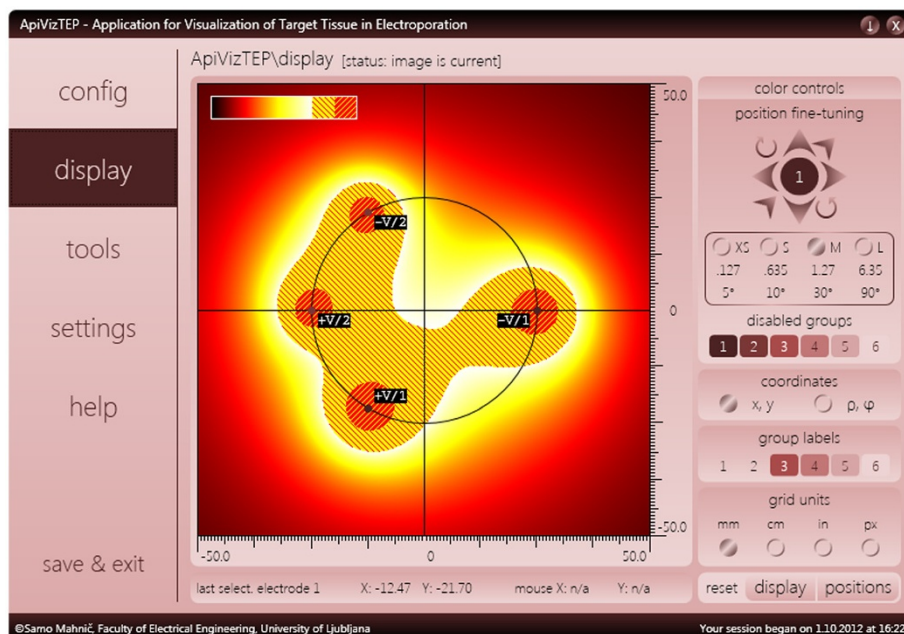 ApiVizTEP - Application for Visualization of Target Tissue in Electroporation
X
ApiVizTEP\display [status: image is current]
config
display
tools
settings
help
save & exit
50.0
-V/2
+V/2
-V/1
0
+V/1
-50.0
-50.0
0
50.0
last select. electrode 1 X: -12.47 Y: -21.70 mouse X: n/a Y: n/a
color controls
position fine-tuning
1
XS S M L
.127 .635 1.27 6.35
5° 10° 30° 90°
disabled groups
1 2 3 4 5 6
coordinates
x, y ρ, φ
group labels
1 2 3 4 5 6
grid units
mm cm in px
reset display positions
©Samo Mahnič, Faculty of Electrical Engineering, University of Ljubljana
Your session began on 1.10.2012 at 16:22